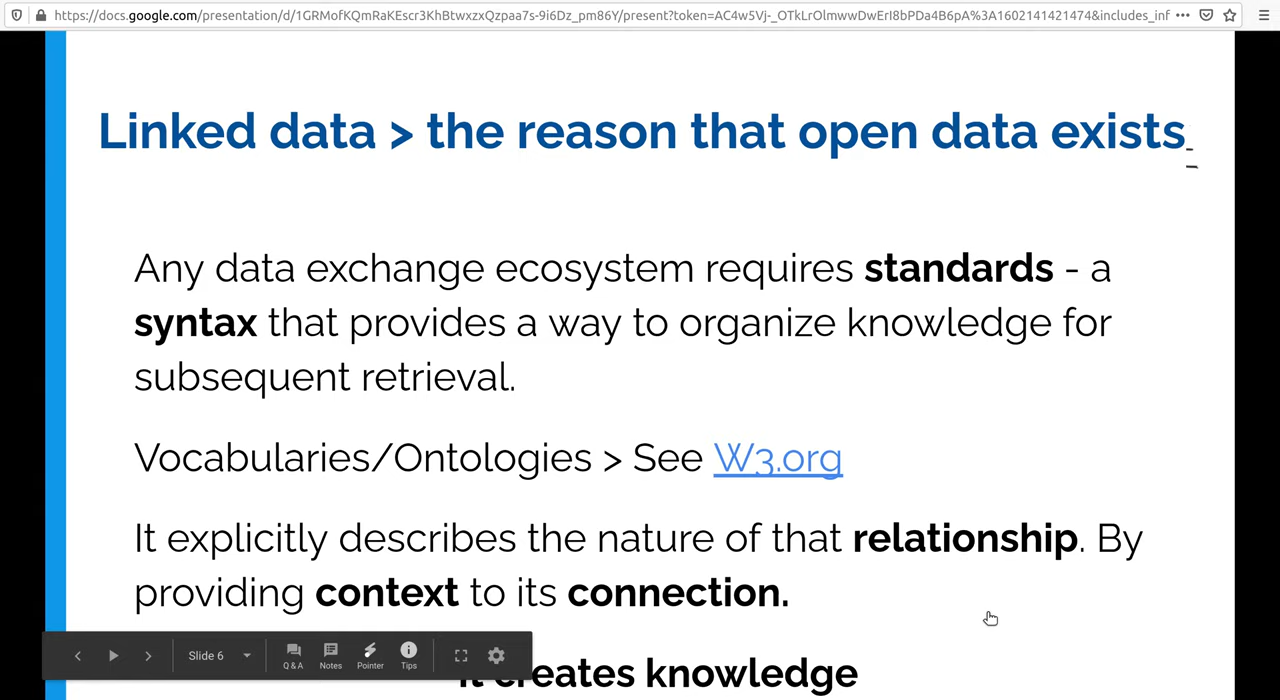 https://docs.google.com/presentation/d/1GRMofKQmRaKEscr3KhBtwxzxQzpaa7s-9i6Dz_pm86Y/present?token=AC4w5Vj-_OTkLrOlmwwDwErI8bPDa4B6pA%3A1602141421474&includes_inf
Linked data > the reason that open data exists
Any data exchange ecosystem requires standards - a
syntax that provides a way to organize knowledge for
subsequent retrieval.
Vocabularies/Ontologies > See W3.org
It explicitly describes the nature of that relationship. By
providing context to its connection.
It creates knowledge
Slide 6
Q & A
Notes
Pointer
Tips